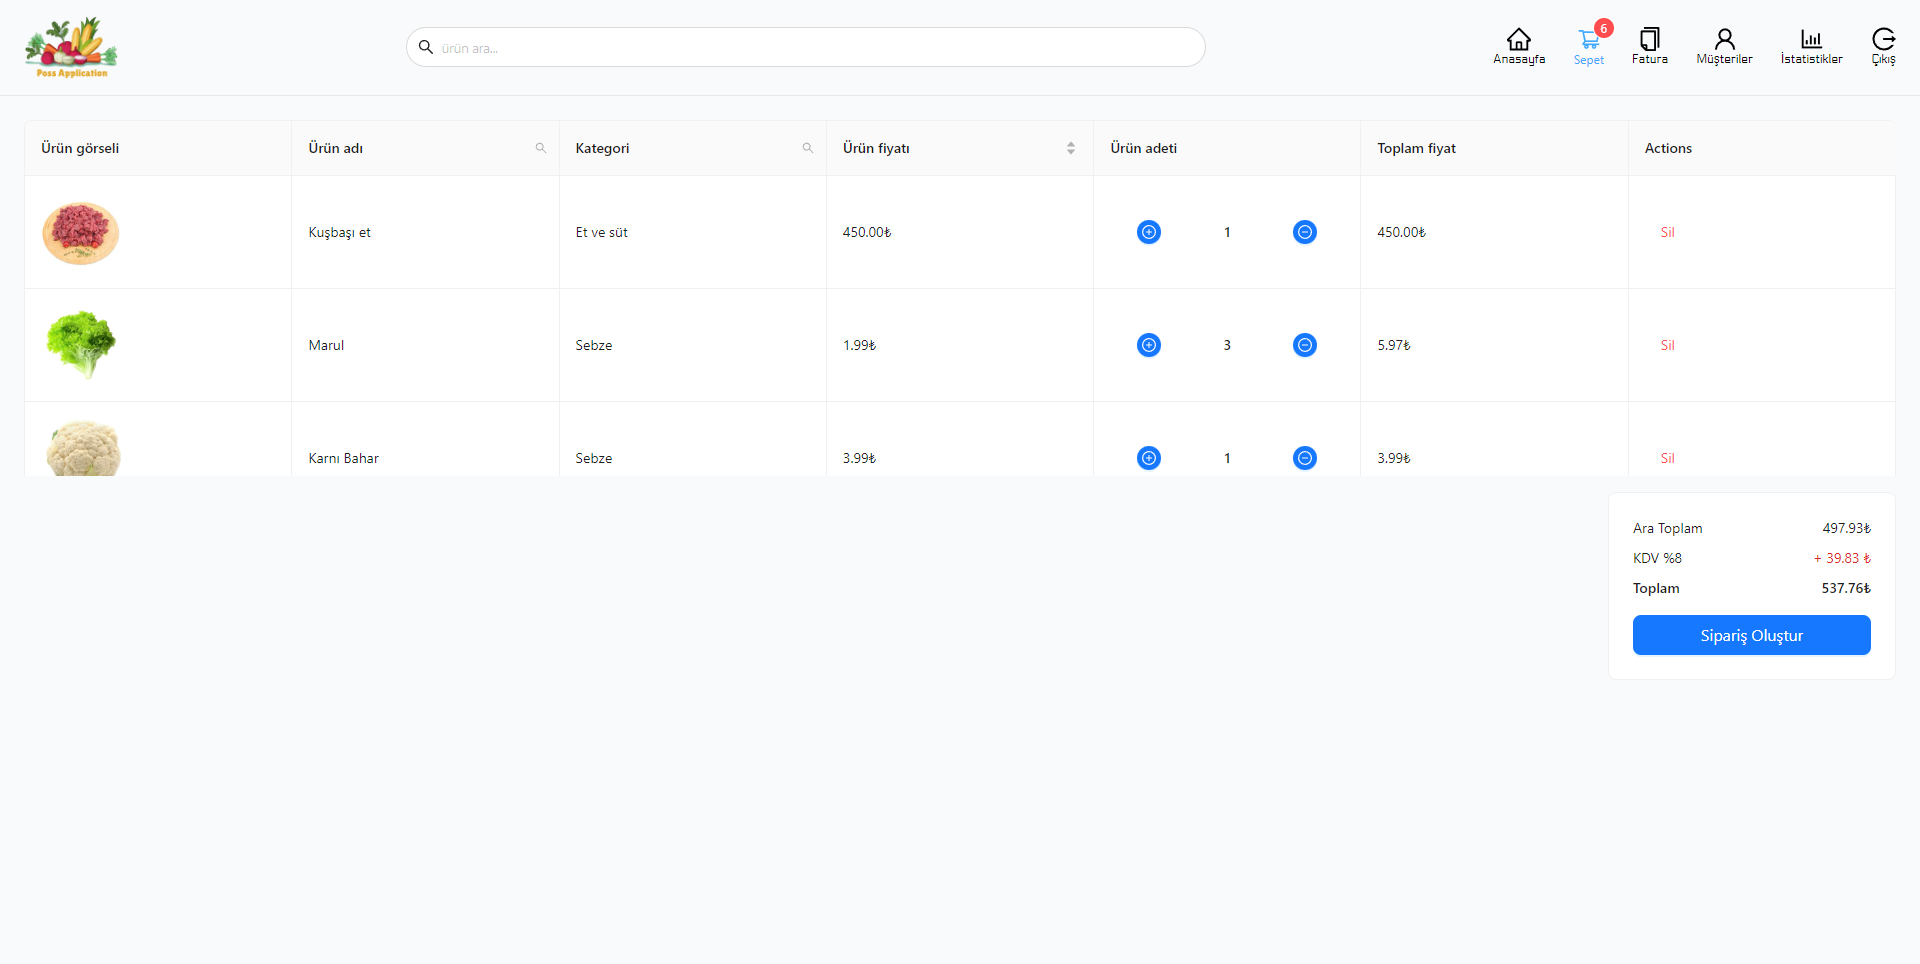 Poss Application
ürün ara...
Anasayfa
6
Sepet
Fatura
Müşteriler
İstatistikler
Çıkış
Ürün görseli Ürün adı Kategori Ürün fiyatı Ürün adeti Toplam fiyat Actions
Kuşbaşı et Et ve süt 450.00₺ 1 450.00₺ Sil
Marul Sebze 1.99₺ 3 5.97₺ Sil
Karnı Bahar Sebze 3.99₺ 1 3.99₺ Sil
Ara Toplam 497.93₺
KDV %8 + 39.83 ₺
Toplam 537.76₺
Sipariş Oluştur